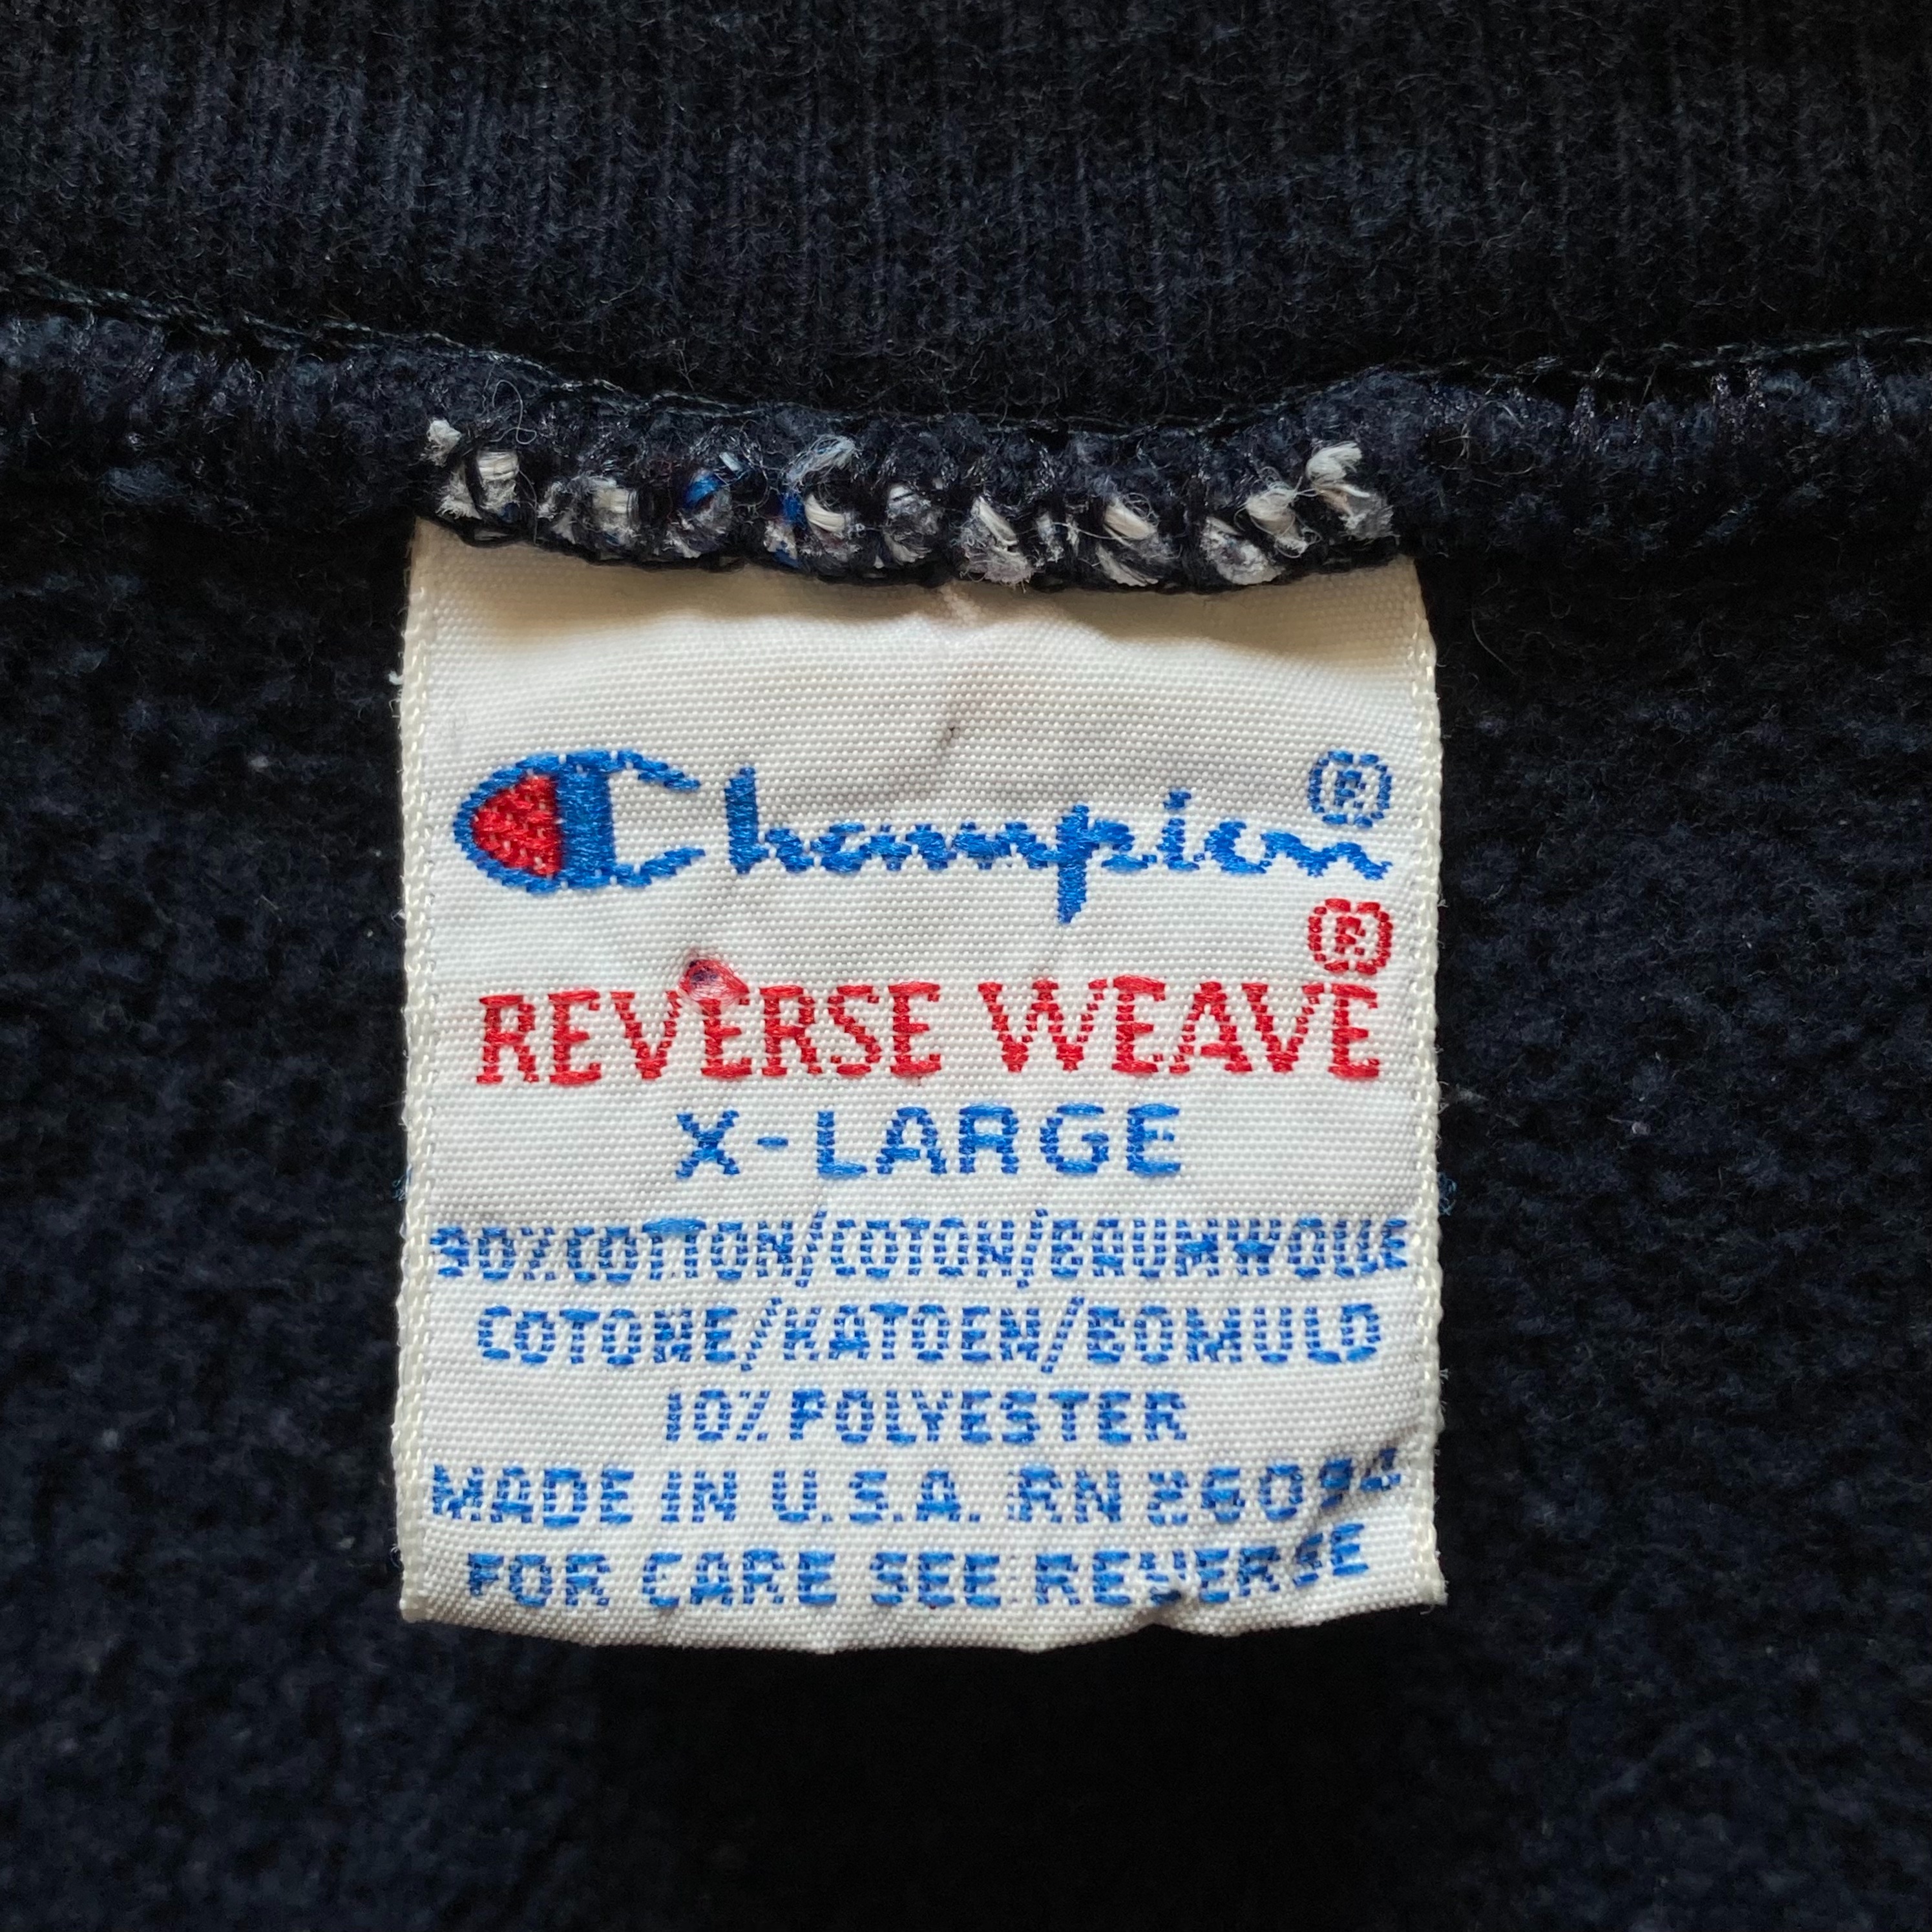 Champion®
REVERSE WEAVE®
X-LARGE
90% COTTON/COTON/BAUMWOLLE
COTONE/KATOEN/BOMULD
10% POLYESTER
MADE IN U.S.A. RN 26094
FOR CARE SEE REVERSE